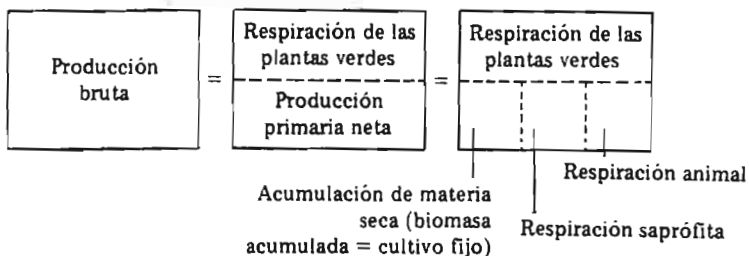 Producción
bruta
=
Respiración de las
plantas verdes
Producción
primaria neta
=
Respiración de las
plantas verdes
Acumulación de materia
seca (biomasa
acumulada = cultivo fijo)
Respiración saprófita
Respiración animal